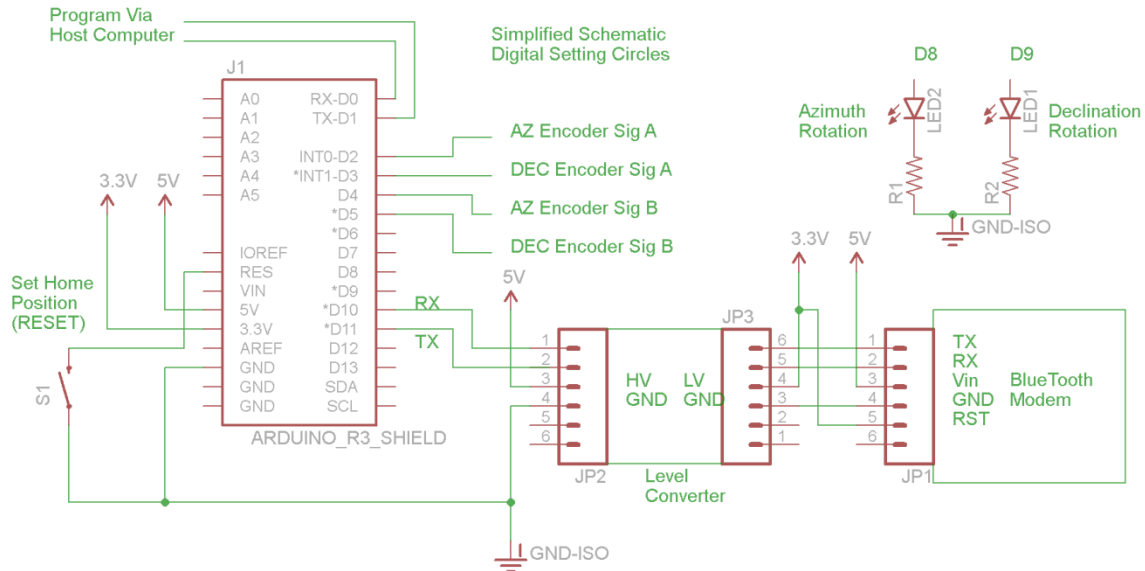 Program Via
Host Computer
Simplified Schematic
Digital Setting Circles
J1
A0
A1
A2
A3
A4
A5
IOREF
RES
VIN
5V
3.3V
AREF
GND
GND
GND
RX-D0
TX-D1
INT0-D2
*INT1-D3
D4
*D5
*D6
D7
D8
*D9
*D10
*D11
D12
D13
SDA
SCL
ARDUINO_R3_SHIELD
3.3V
5V
Set Home
Position
(RESET)
S1
AZ Encoder Sig A
DEC Encoder Sig A
AZ Encoder Sig B
DEC Encoder Sig B
RX
TX
D8
D9
Azimuth
Rotation
LED2
LED1
Declination
Rotation
R1
R2
GND-ISO
5V
3.3V
5V
1
2
3
4
5
6
JP2
HV
GND
LV
GND
Level
Converter
JP3
6
5
4
3
2
1
1
2
3
4
5
6
JP1
TX
RX
Vin
GND
RST
BlueTooth
Modem
GND-ISO